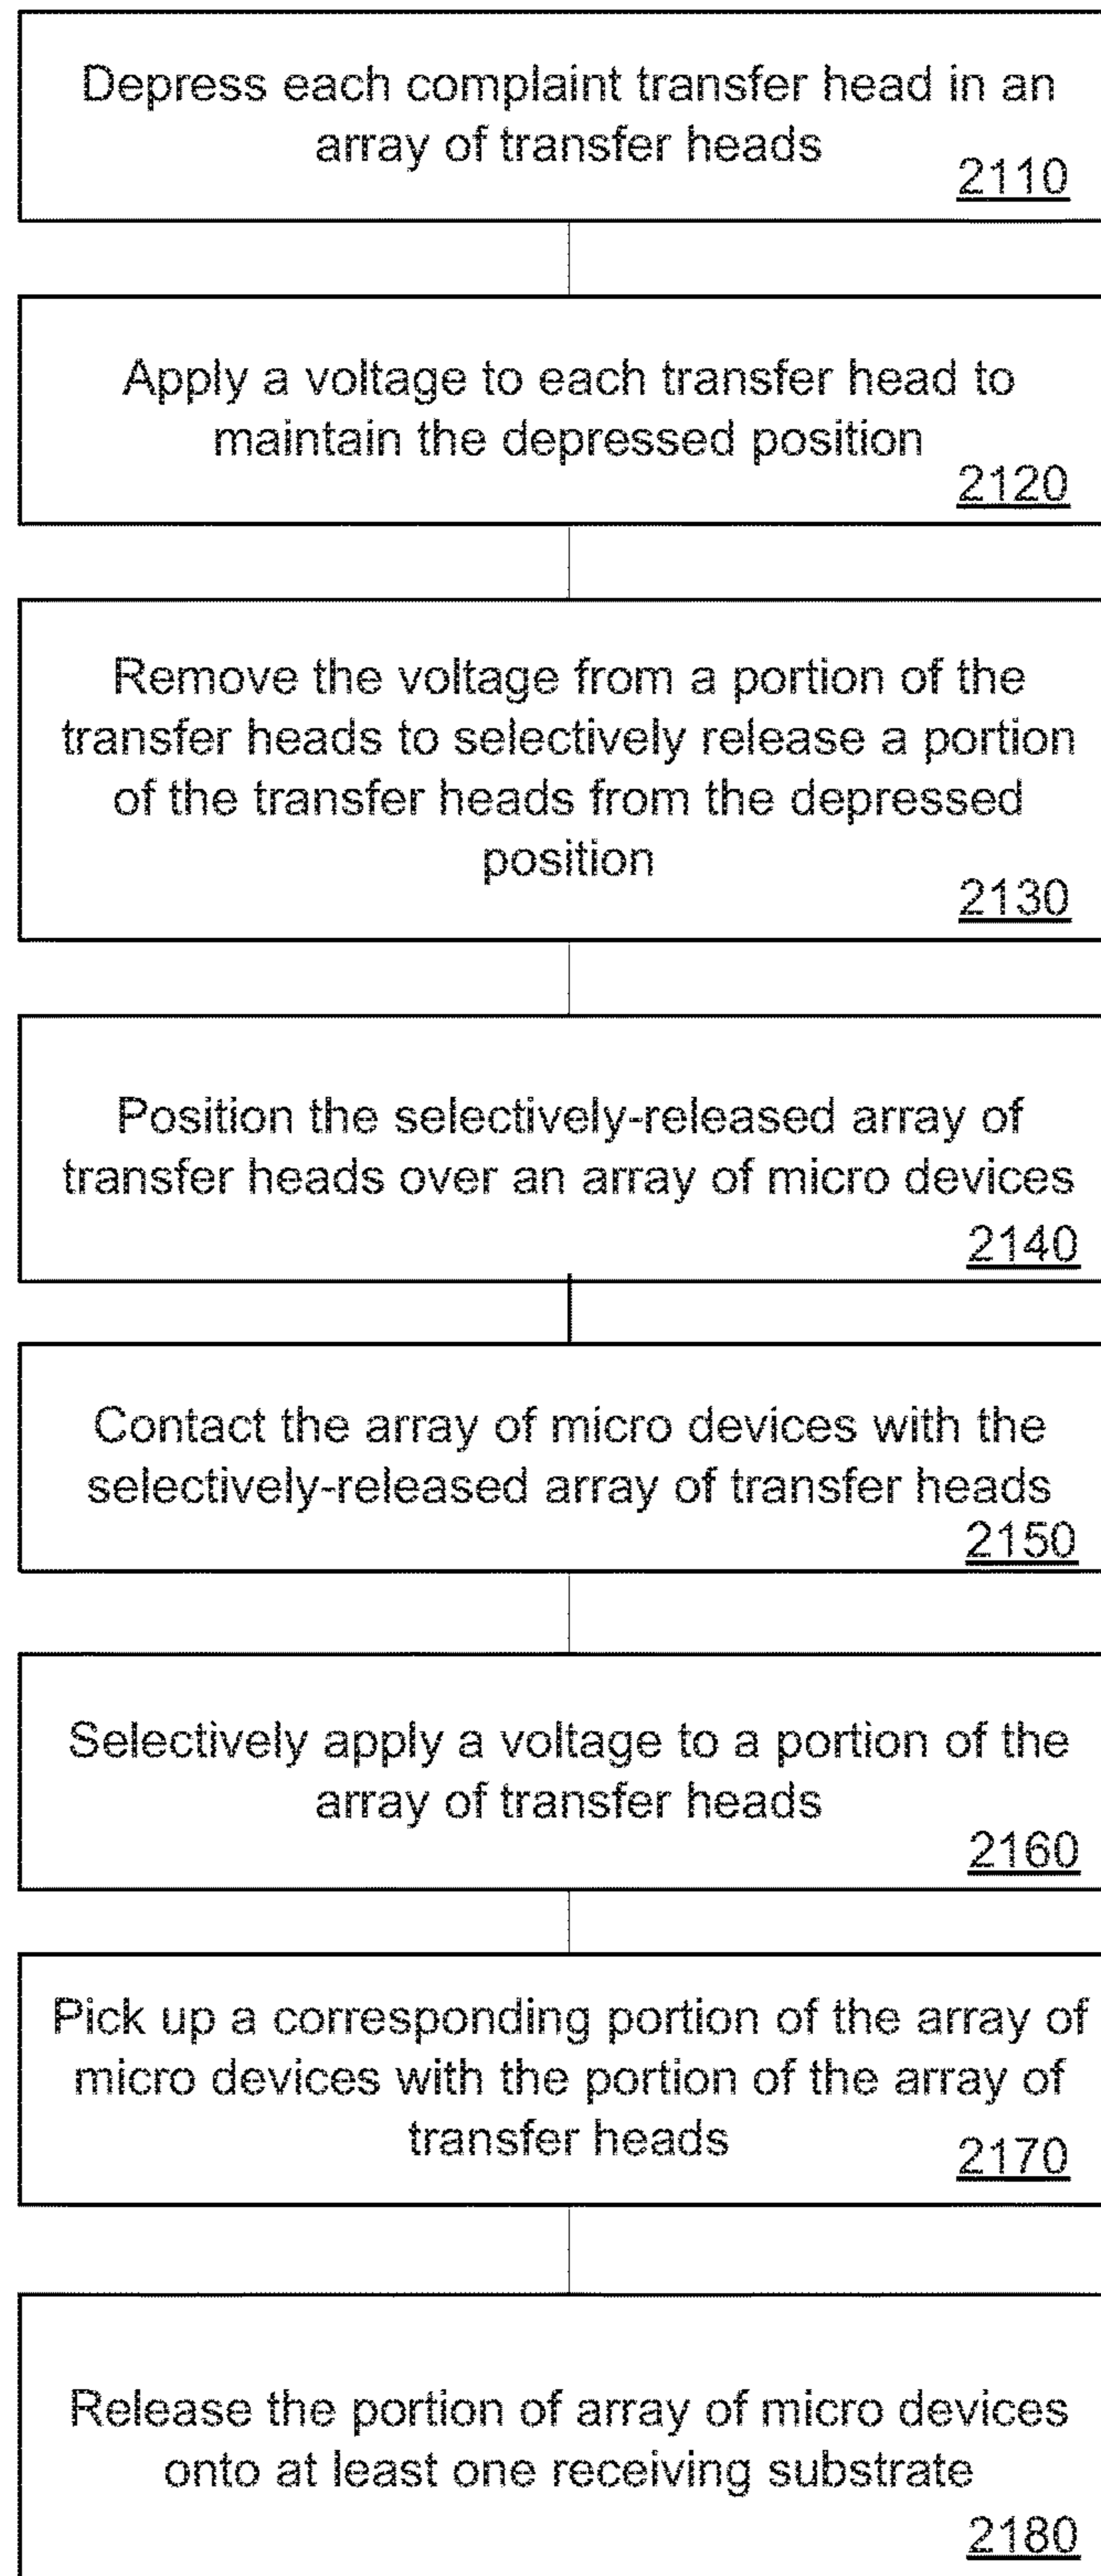 Depress each complaint transfer head in an
array of transfer heads
2110
Apply a voltage to each transfer head to
maintain the depressed position
2120
Remove the voltage from a portion of the
transfer heads to selectively release a portion
of the transfer heads from the depressed
position
2130
Position the selectively-released array of
transfer heads over an array of micro devices
2140
Contact the array of micro devices with the
selectively-released array of transfer heads
2150
Selectively apply a voltage to a portion of the
array of transfer heads
2160
Pick up a corresponding portion of the array of
micro devices with the portion of the array of
transfer heads
2170
Release the portion of array of micro devices
onto at least one receiving substrate
2180